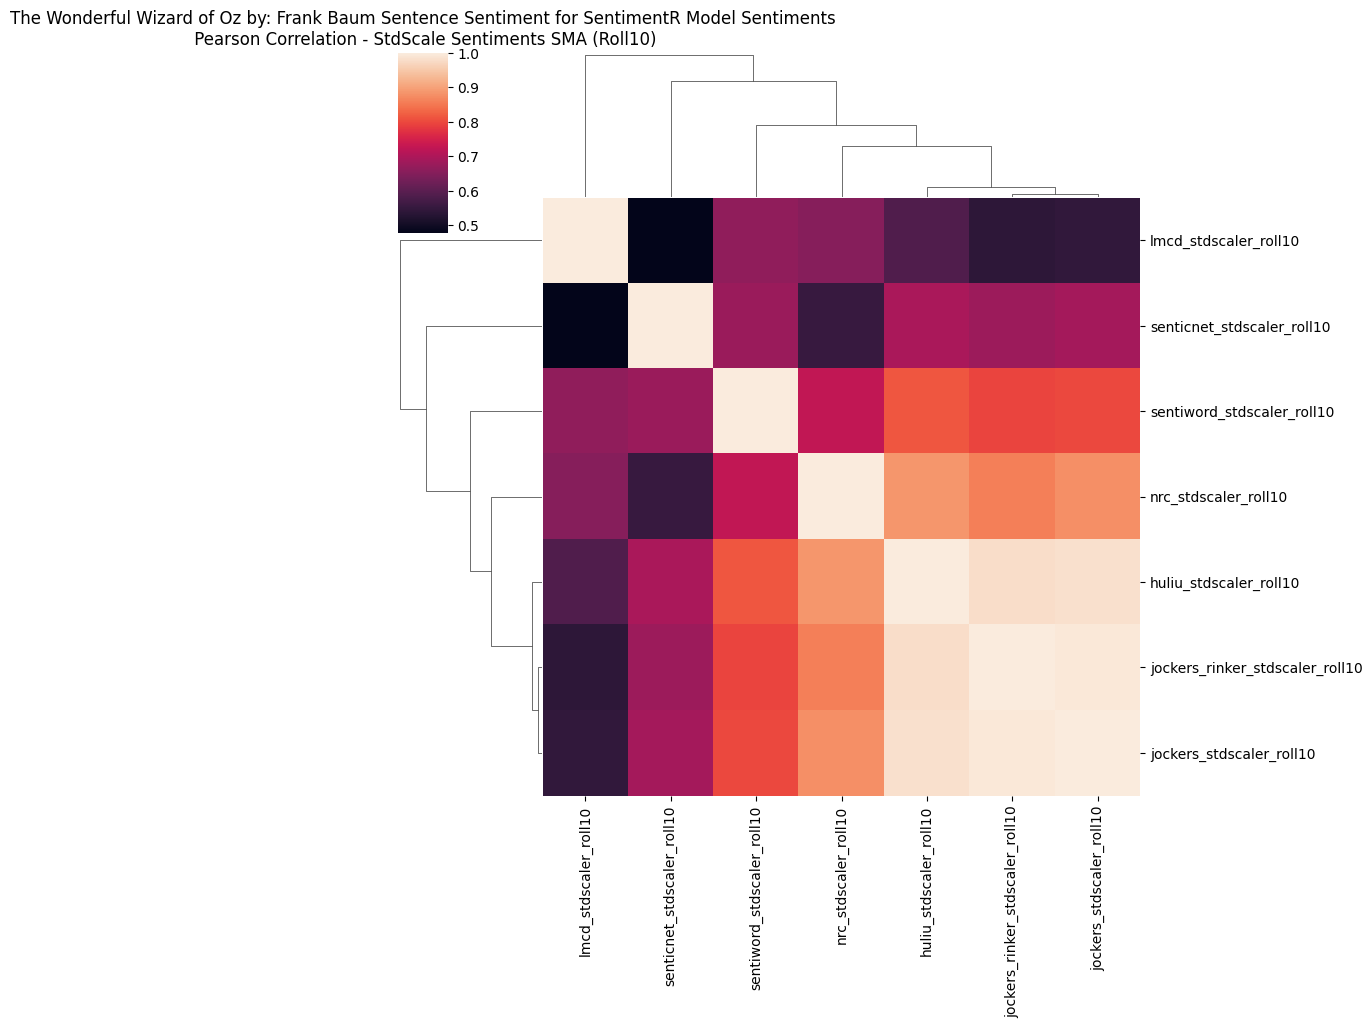 The Wonderful Wizard of Oz by: Frank Baum Sentence Sentiment for SentimentR Model Sentiments
Pearson Correlation - StdScale Sentiments SMA (Roll10)
1.0
0.9
0.8
0.7
0.6
0.5
lmcd_stdscaler_roll10
senticnet_stdscaler_roll10
sentiword_stdscaler_roll10
nrc_stdscaler_roll10
huliu_stdscaler_roll10
jockers_rinker_stdscaler_roll10
jockers_stdscaler_roll10
lmcd_stdscaler_roll10
senticnet_stdscaler_roll10
sentiword_stdscaler_roll10
nrc_stdscaler_roll10
huliu_stdscaler_roll10
jockers_rinker_stdscaler_roll10
jockers_stdscaler_roll10